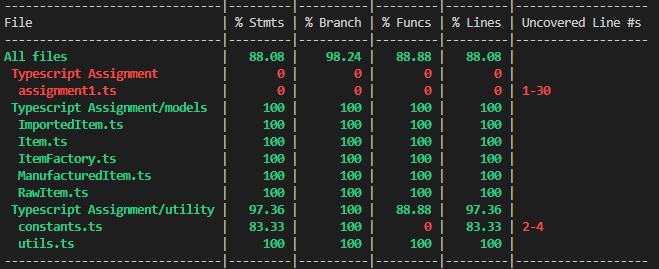 -------------------------------|---------|----------|---------|---------|-------------------
File                           | % Stmts | % Branch | % Funcs | % Lines | Uncovered Line #s
-------------------------------|---------|----------|---------|---------|-------------------
All files                      |   88.08 |    98.24 |   88.88 |   88.08 |
 Typescript Assignment         |       0 |        0 |       0 |       0 |
  assignment1.ts               |       0 |        0 |       0 |       0 | 1-30
 Typescript Assignment/models  |     100 |      100 |     100 |     100 |
  ImportedItem.ts              |     100 |      100 |     100 |     100 |
  Item.ts                      |     100 |      100 |     100 |     100 |
  ItemFactory.ts               |     100 |      100 |     100 |     100 |
  ManufacturedItem.ts          |     100 |      100 |     100 |     100 |
  RawItem.ts                   |     100 |      100 |     100 |     100 |
 Typescript Assignment/utility |   97.36 |      100 |   88.88 |   97.36 |
  constants.ts                 |   83.33 |      100 |       0 |   83.33 | 2-4
  utils.ts                     |     100 |      100 |     100 |     100 |
-------------------------------|---------|----------|---------|---------|-------------------